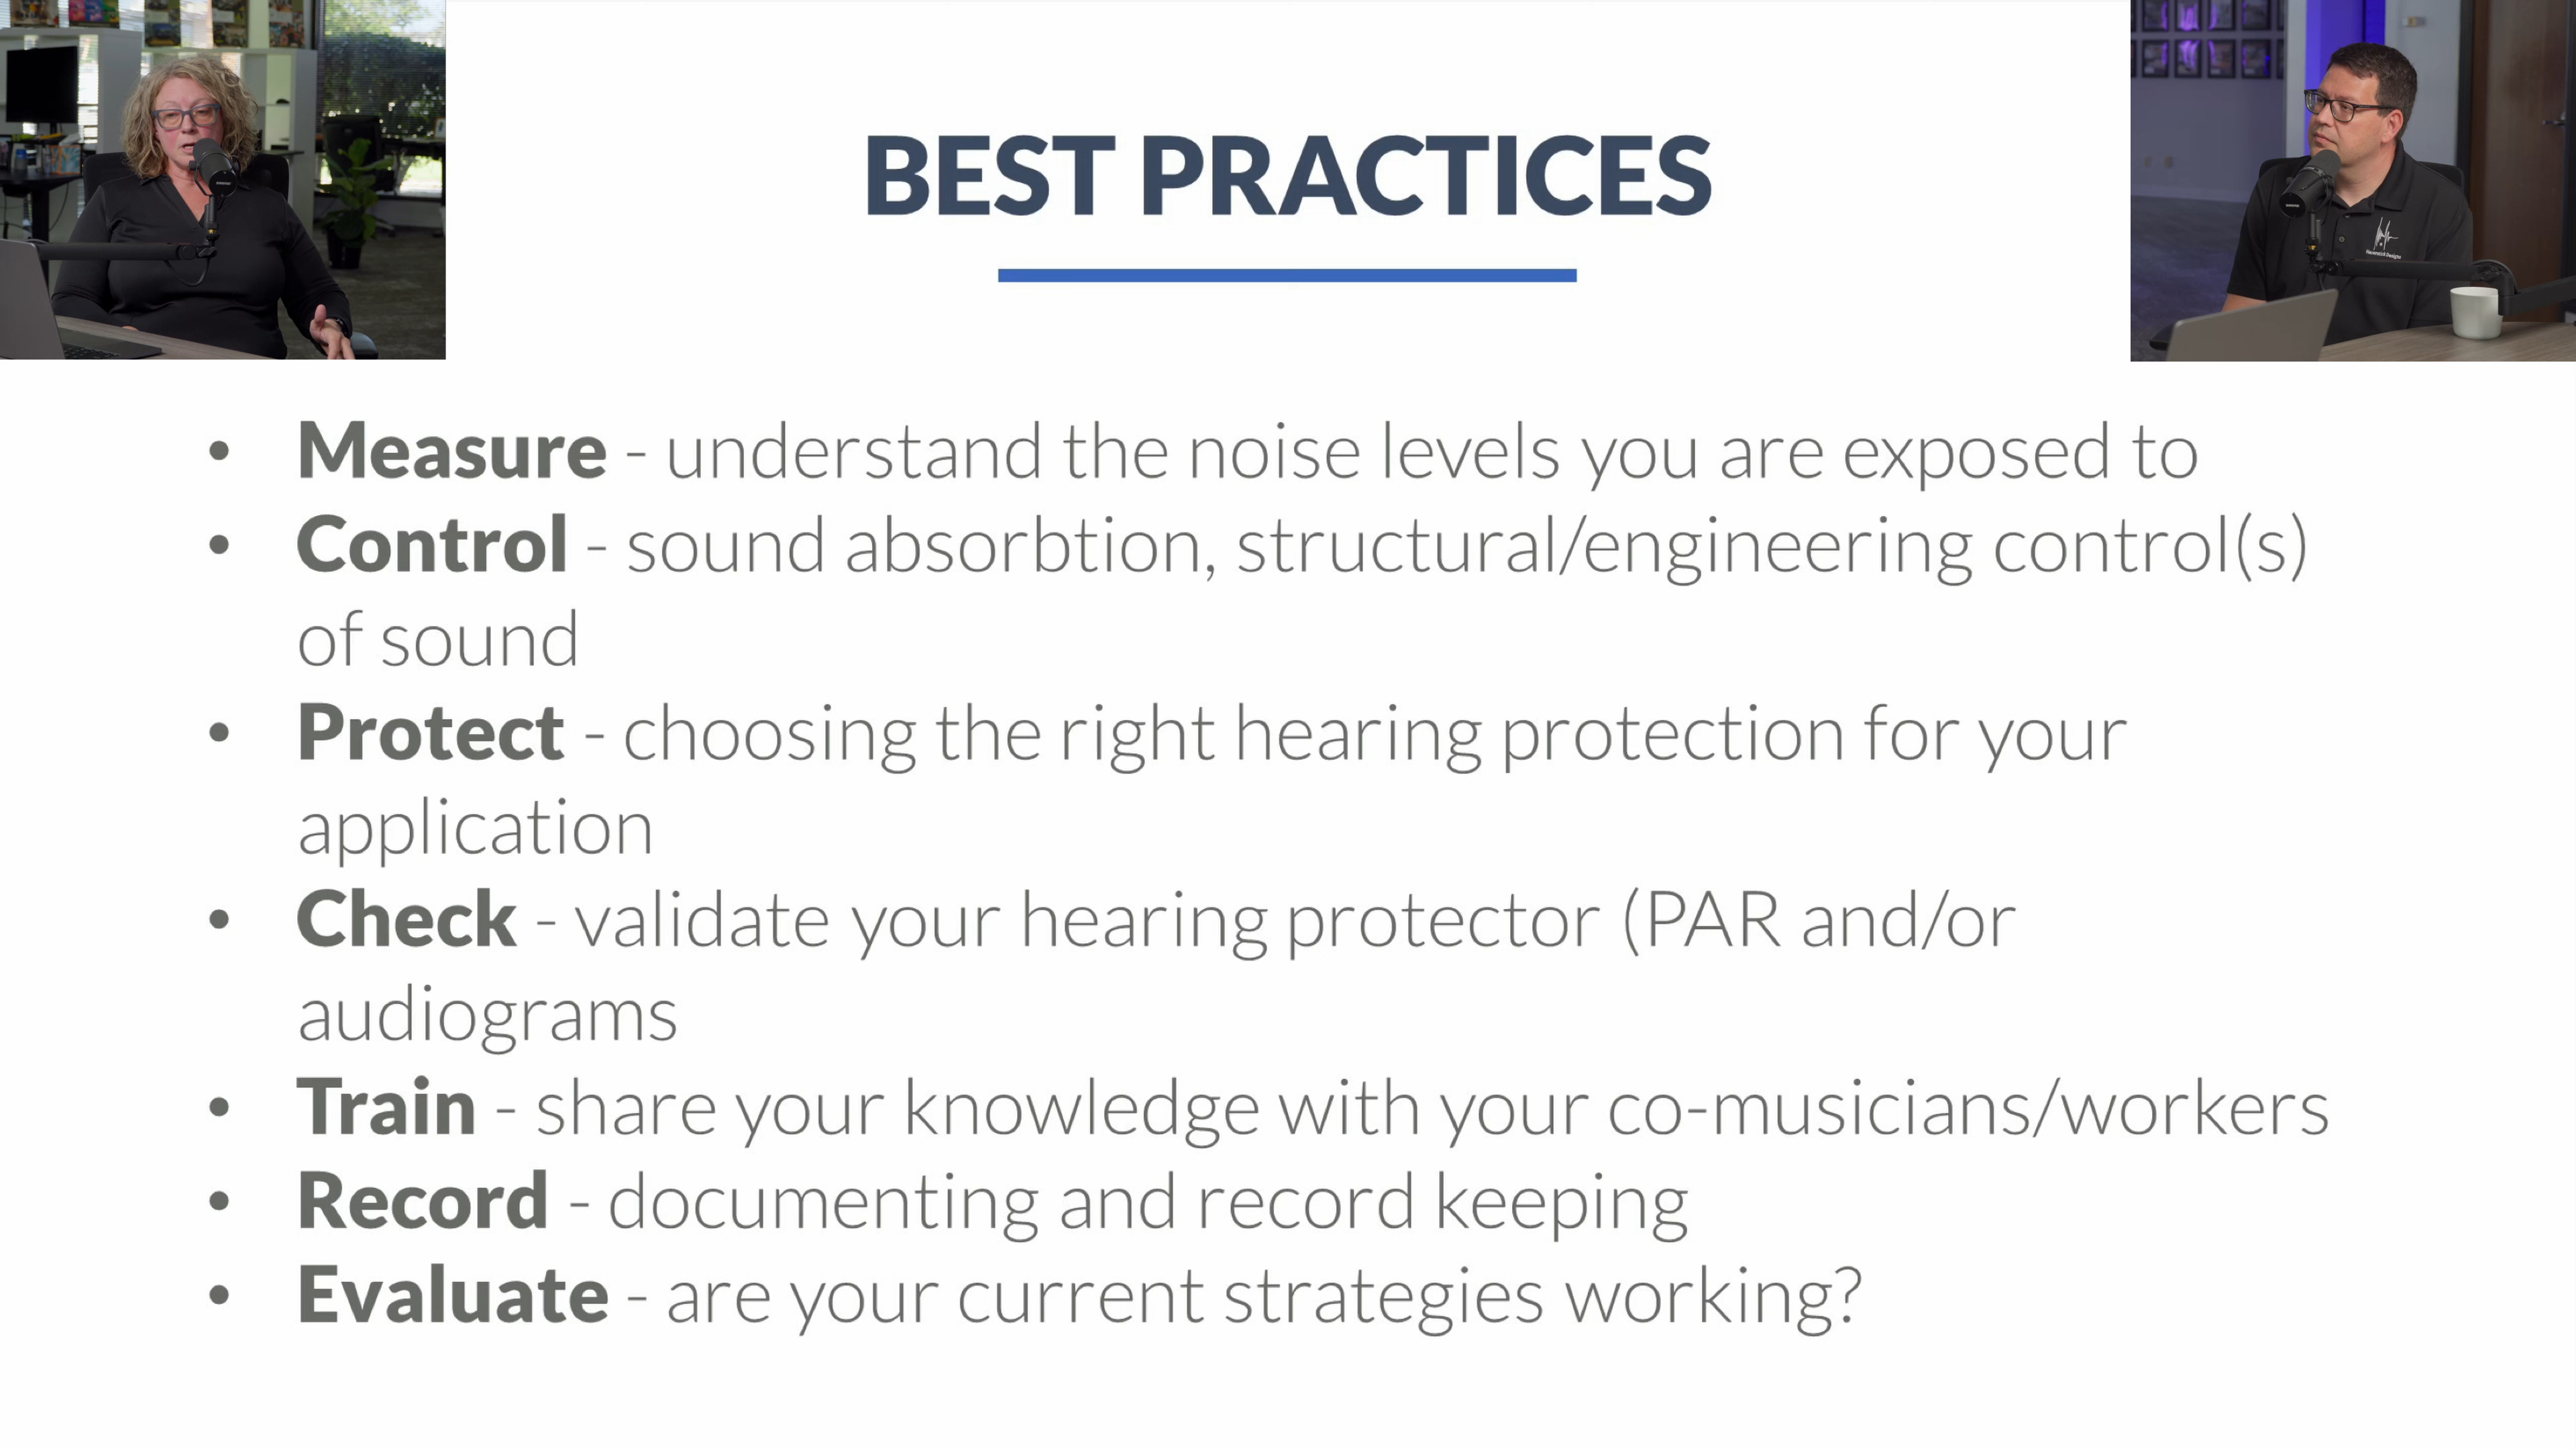 BEST PRACTICES
• Measure - understand the noise levels you are exposed to
• Control - sound absorbtion, structural/engineering control(s)
of sound
• Protect - choosing the right hearing protection for your
application
• Check - validate your hearing protector (PAR and/or
audiograms
• Train - share your knowledge with your co-musicians/workers
• Record - documenting and record keeping
• Evaluate - are your current strategies working?